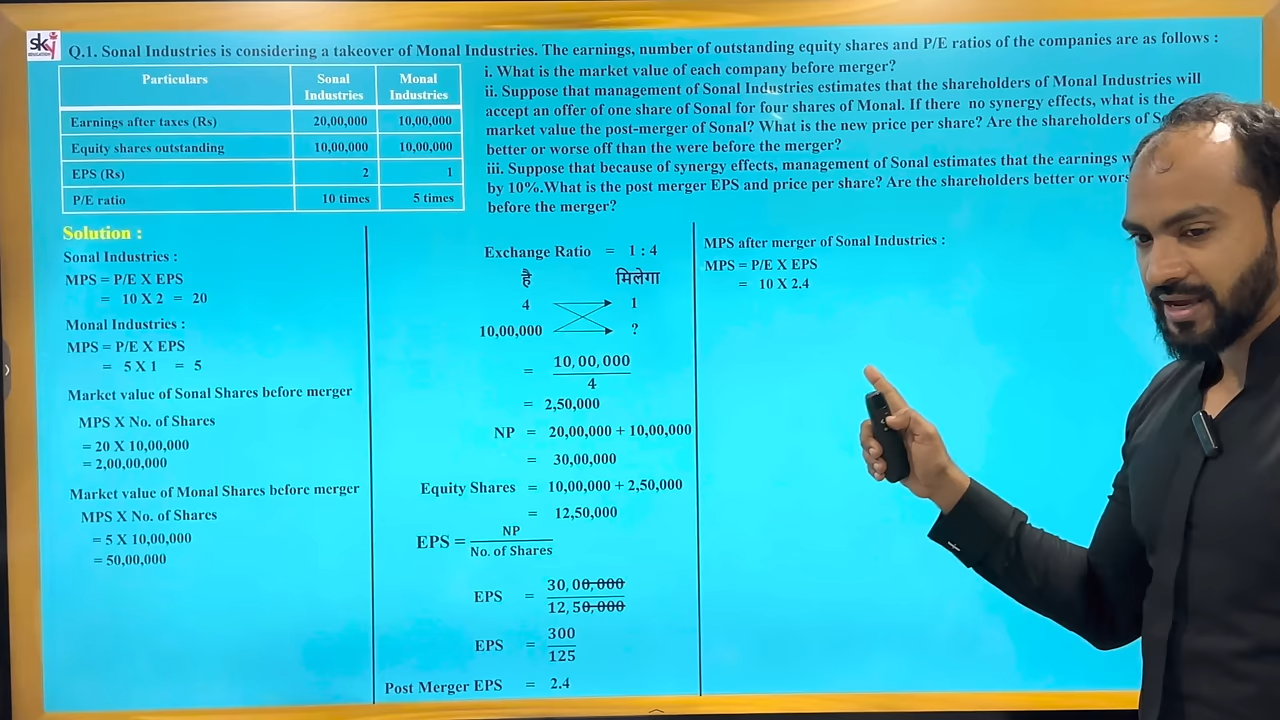 sky
EDUCATION
Q.1. Sonal Industries is considering a takeover of Monal Industries. The earnings, number of outstanding equity shares and P/E ratios of the companies are as follows :
Particulars Sonal Industries Monal Industries
Earnings after taxes (Rs) 20,00,000 10,00,000
Equity shares outstanding 10,00,000 10,00,000
EPS (Rs) 2 1
P/E ratio 10 times 5 times
i. What is the market value of each company before merger?
ii. Suppose that management of Sonal Industries estimates that the shareholders of Monal Industries will
accept an offer of one share of Sonal for four shares of Monal. If there no synergy effects, what is the
market value the post-merger of Sonal? What is the new price per share? Are the shareholders of
better or worse off than the were before the merger?
iii. Suppose that because of synergy effects, management of Sonal estimates that the earnings
by 10%.What is the post merger EPS and price per share? Are the shareholders better or
before the merger?
Solution :
Sonal Industries :
MPS = P/E X EPS
= 10 X 2 = 20
Monal Industries :
MPS = P/E X EPS
= 5 X 1 = 5
Market value of Sonal Shares before merger
MPS X No. of Shares
= 20 X 10,00,000
= 2,00,00,000
Market value of Monal Shares before merger
MPS X No. of Shares
= 5 X 10,00,000
= 50,00,000
Exchange Ratio = 1 : 4
है मिलेगा
4 1
10,00,000 ?
= 10,00,000
4
= 2,50,000
NP = 20,00,000 + 10,00,000
= 30,00,000
Equity Shares = 10,00,000 + 2,50,000
= 12,50,000
EPS = NP
No. of Shares
EPS = 30,00,000
12,50,000
EPS = 300
125
Post Merger EPS = 2.4
MPS after merger of Sonal Industries :
MPS = P/E X EPS
= 10 X 2.4